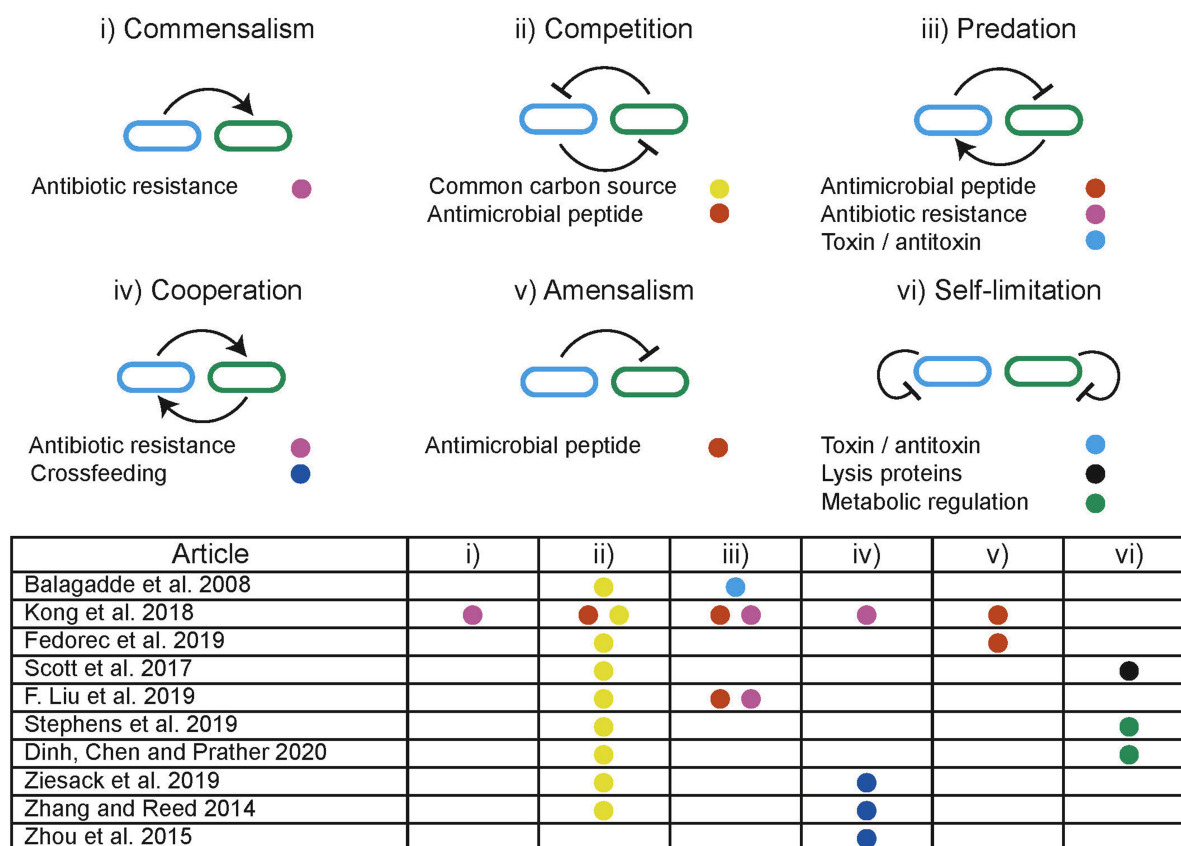 i) Commensalism
ii) Competition
iii) Predation
Antibiotic resistance
Common carbon source
Antimicrobial peptide
Antimicrobial peptide
Antibiotic resistance
Toxin / antitoxin
iv) Cooperation
v) Amensalism
vi) Self-limitation
Antibiotic resistance
Crossfeeding
Antimicrobial peptide
Toxin / antitoxin
Lysis proteins
Metabolic regulation
Article i) ii) iii) iv) v) vi)
Balagadde et al. 2008
Kong et al. 2018
Fedorec et al. 2019
Scott et al. 2017
F. Liu et al. 2019
Stephens et al. 2019
Dinh, Chen and Prather 2020
Ziesack et al. 2019
Zhang and Reed 2014
Zhou et al. 2015